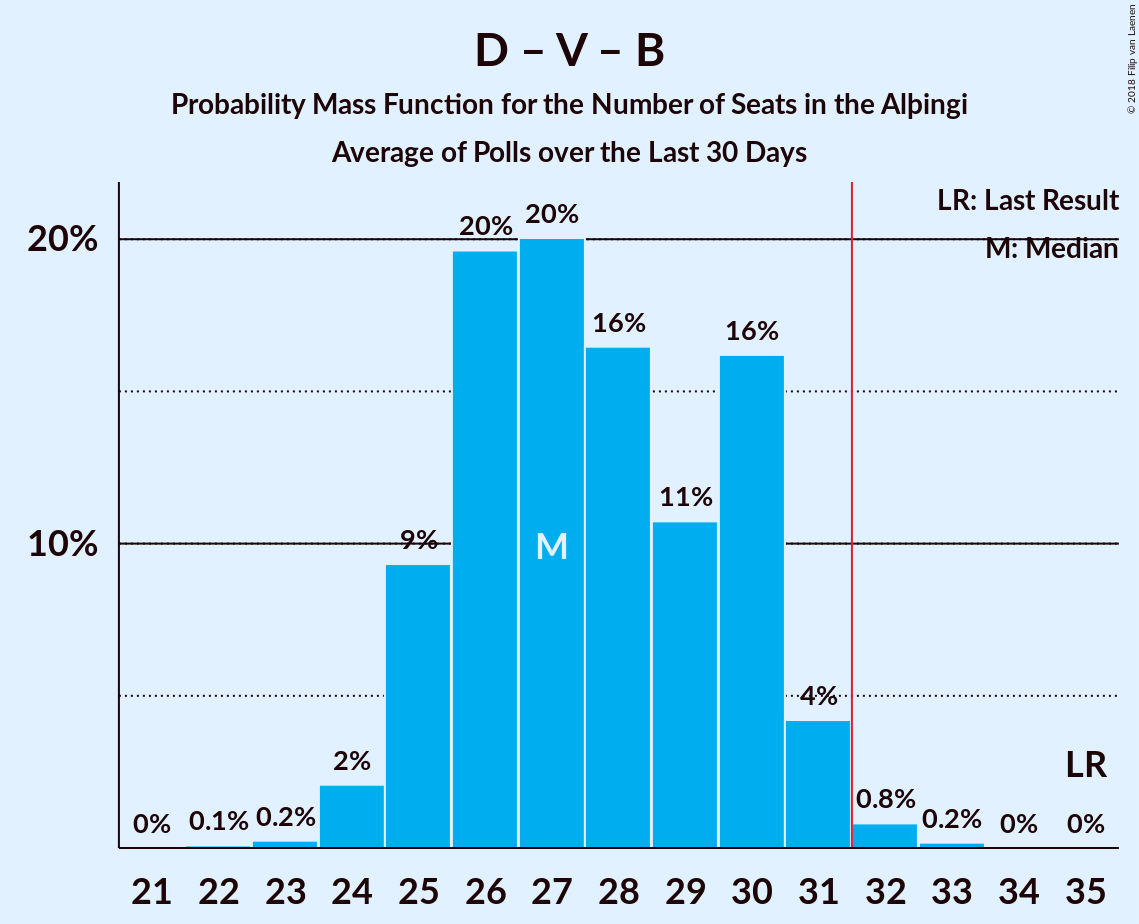 D – V – B
Probability Mass Function for the Number of Seats in the Alþingi
Average of Polls over the Last 30 Days
© 2018 Filip van Laenen
LR: Last Result
M: Median
20%
10%
0%
0.1%
0.2%
2%
9%
20%
20%
16%
11%
16%
4%
0.8%
0.2%
0%
0%
M
LR
21 22 23 24 25 26 27 28 29 30 31 32 33 34 35